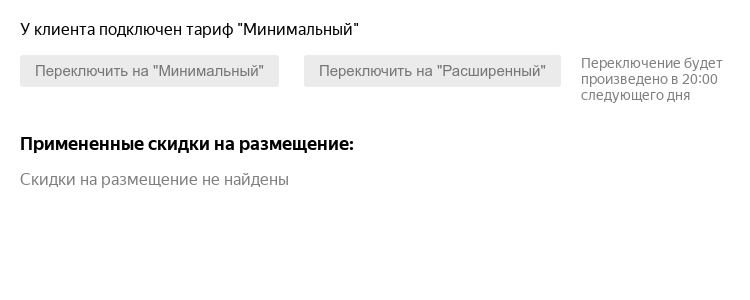 У клиента подключен тариф "Минимальный"
Переключить на "Минимальный"
Переключить на "Расширенный"
Переключение будет
произведено в 20:00
следующего дня
Примененные скидки на размещение:
Скидки на размещение не найдены